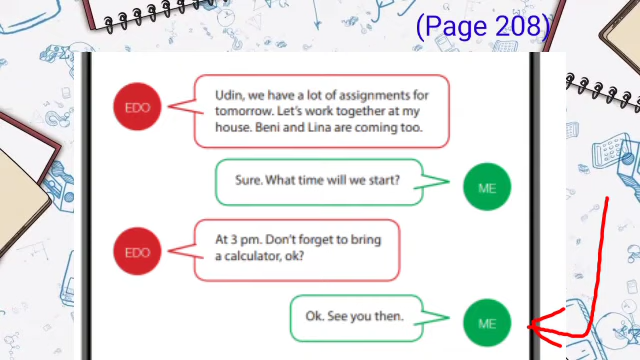 (Page 208)
EDO
Udin, we have a lot of assignments for
tomorrow. Let's work together at my
house. Beni and Lina are coming too.
Sure. What time will we start?
ME
EDO
At 3 pm. Don't forget to bring
a calculator, ok?
Ok. See you then.
ME